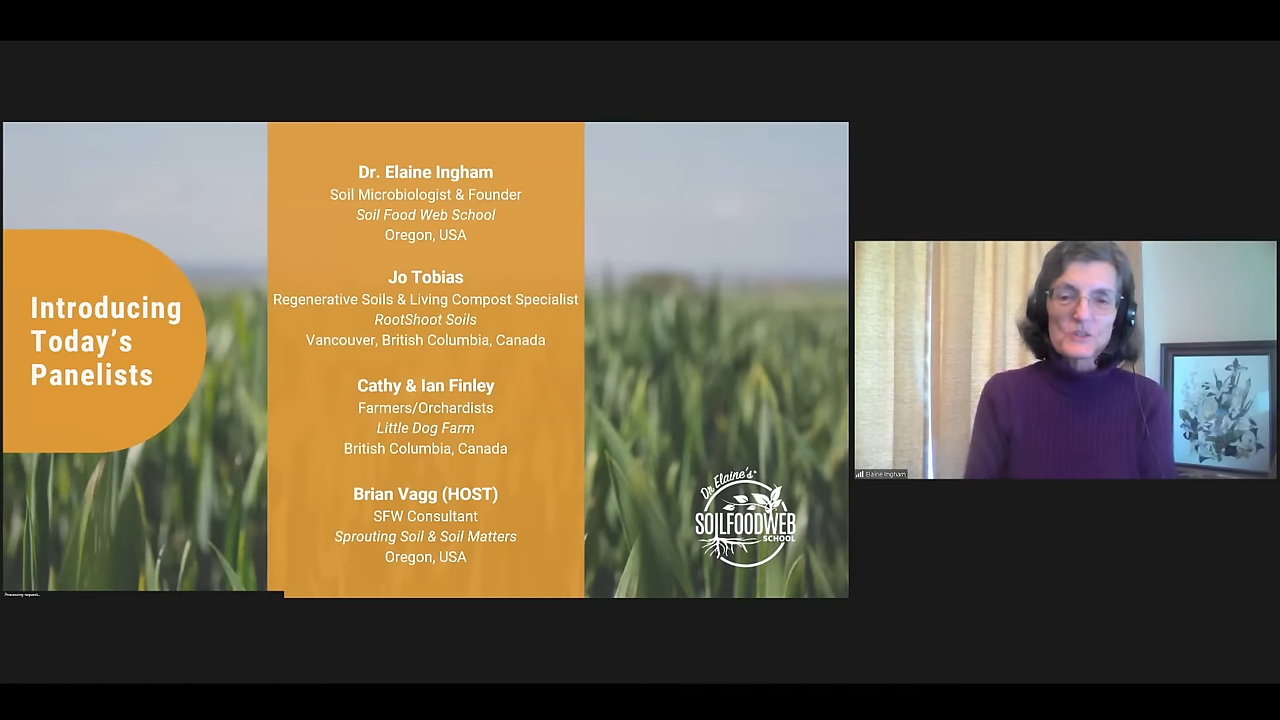 Introducing
Today's
Panelists
Dr. Elaine Ingham
Soil Microbiologist & Founder
Soil Food Web School
Oregon, USA
Jo Tobias
Regenerative Soils & Living Compost Specialist
RootShoot Soils
Vancouver, British Columbia, Canada
Cathy & Ian Finley
Farmers/Orchardists
Little Dog Farm
British Columbia, Canada
Brian Vagg (HOST)
SFW Consultant
Sprouting Soil & Soil Matters
Oregon, USA
Dr. Elaine's
SOILFOODWEB
SCHOOL
Processing request...
Elaine Ingham